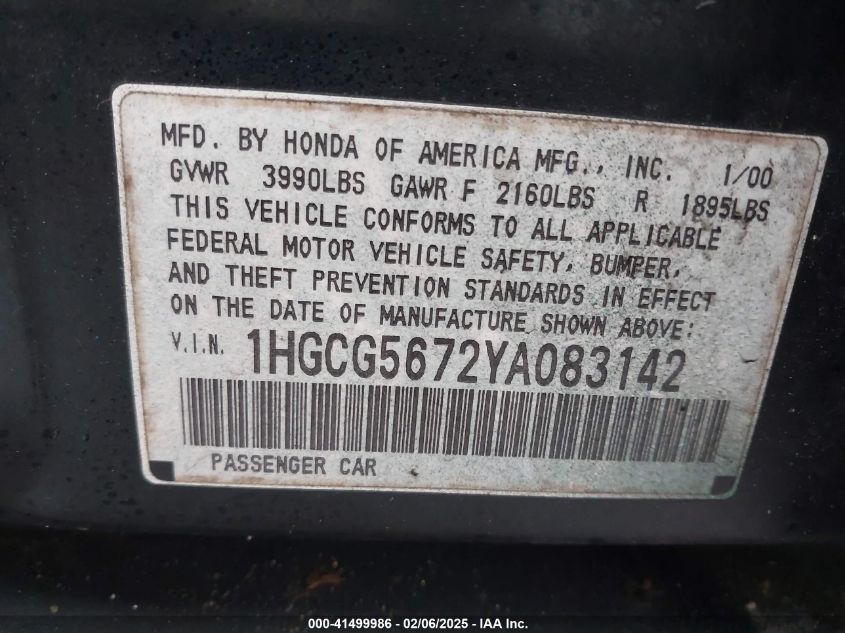 MFD. BY HONDA OF AMERICA MFG., INC. 1/00
GVWR 3990LBS GAWR F 2160LBS R 1895LBS
THIS VEHICLE CONFORMS TO ALL APPLICABLE
FEDERAL MOTOR VEHICLE SAFETY, BUMPER,
AND THEFT PREVENTION STANDARDS IN EFFECT
ON THE DATE OF MANUFACTURE SHOWN ABOVE:
V.I.N. 1HGCG5672YA083142
PASSENGER CAR
000-41499986 - 02/06/2025 - IAA Inc.